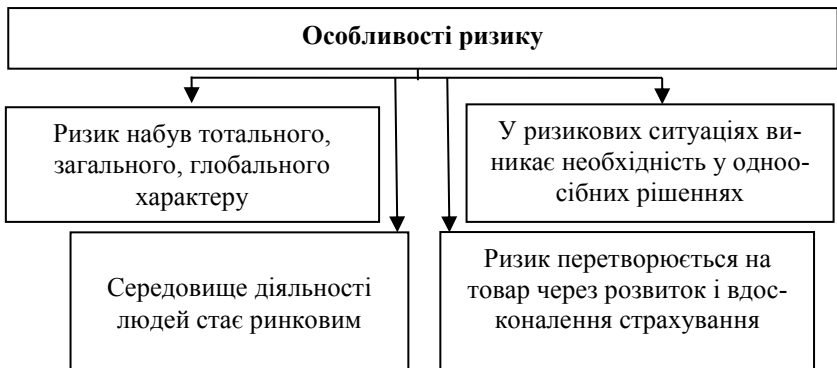 Особливості ризику
Ризик набув тотального,
загального, глобального
характеру
У ризикових ситуаціях ви-
никає необхідність у одноо-
сібних рішеннях
Середовище діяльності
людей стає ринковим
Ризик перетворюється на
товар через розвиток і вдос-
коналення страхування